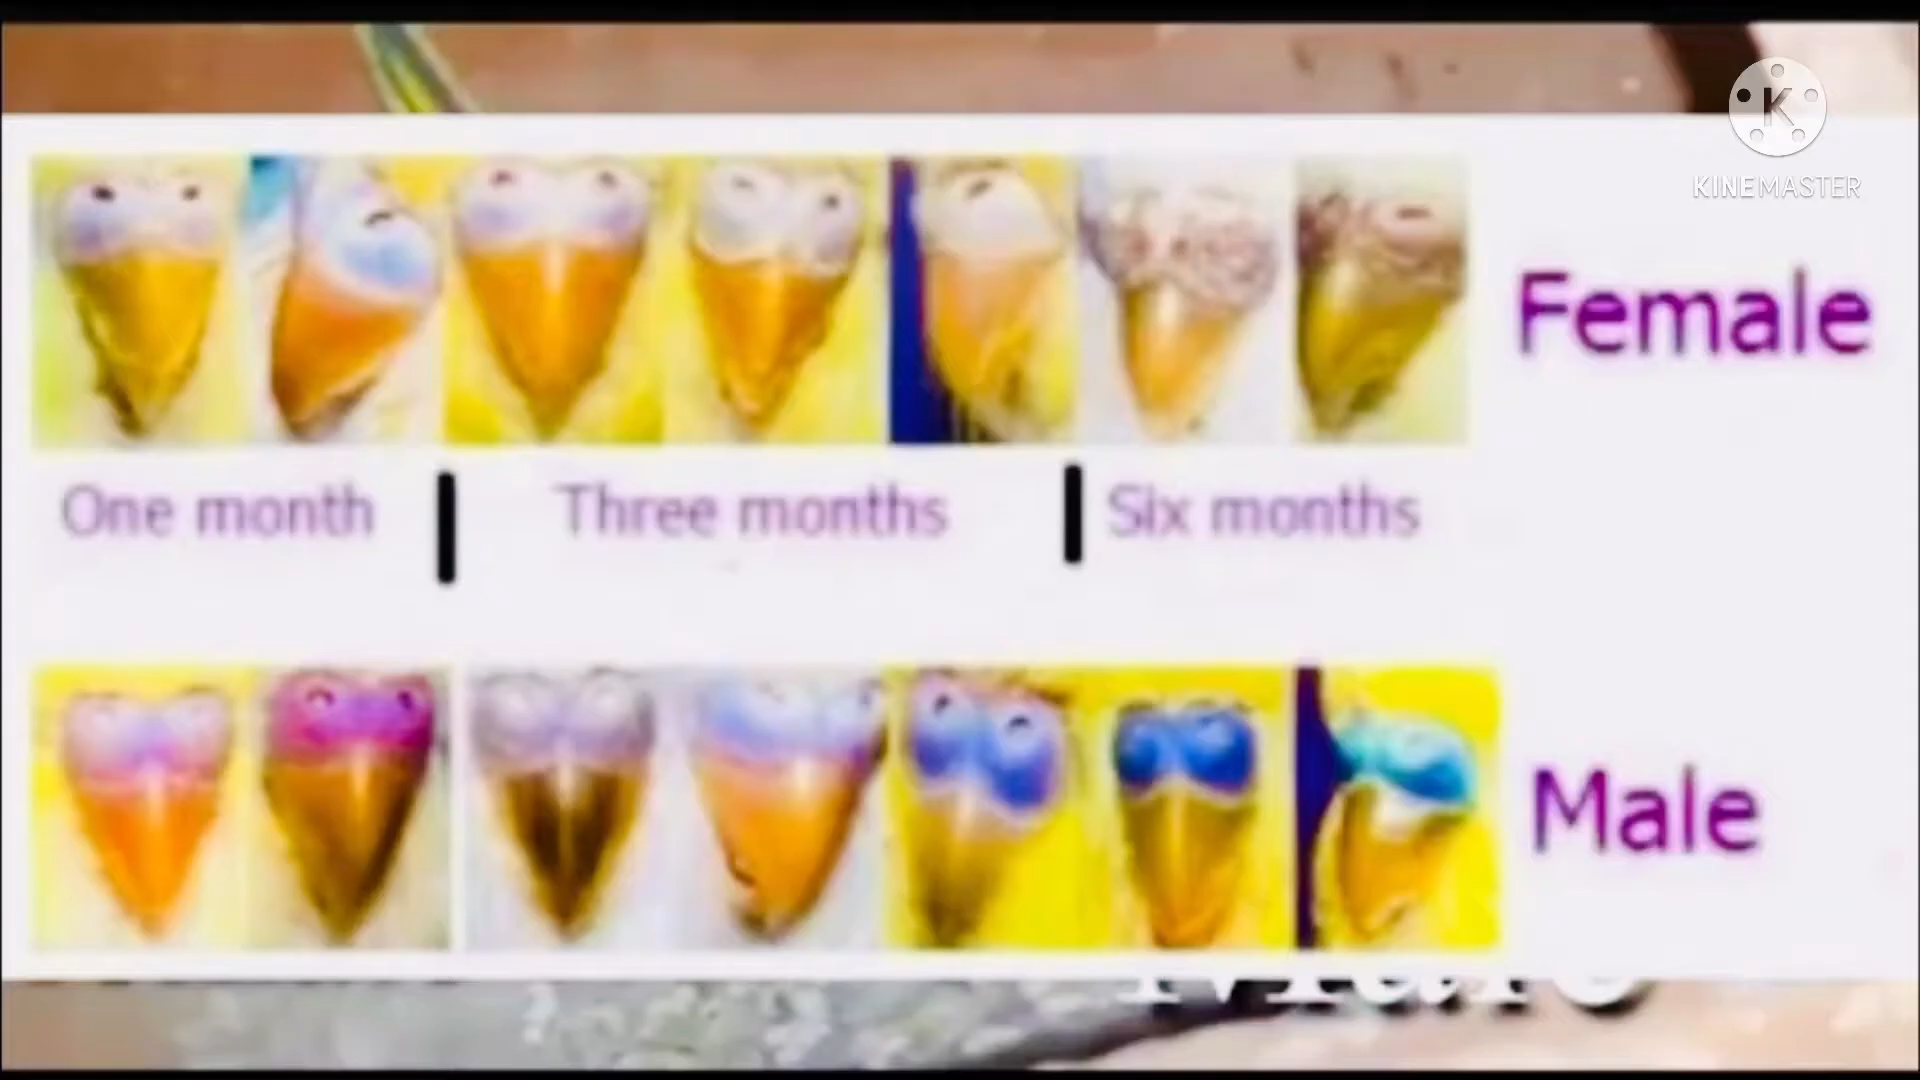 K
KINEMASTER
Female
One month
Three months
Six months
Male